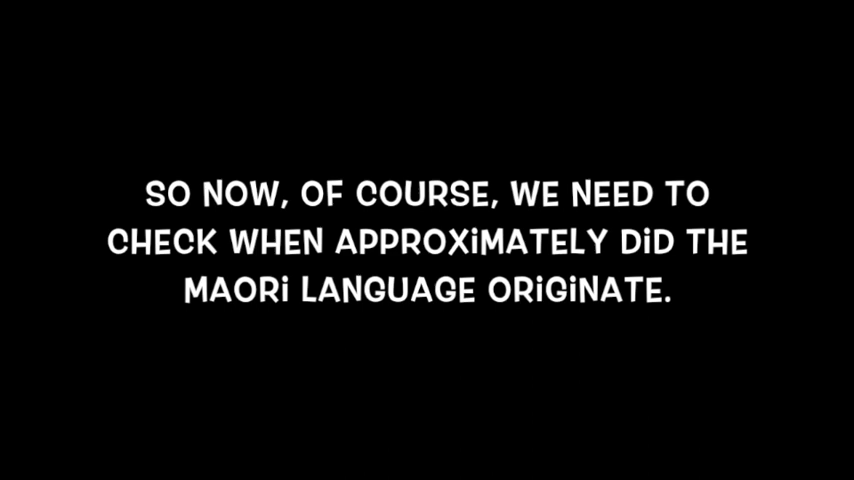 SO NOW, OF COURSE, WE NEED TO
CHECK WHEN APPROXiMATELY DiD THE
MAORi LANGUAGE ORiGiNATE.